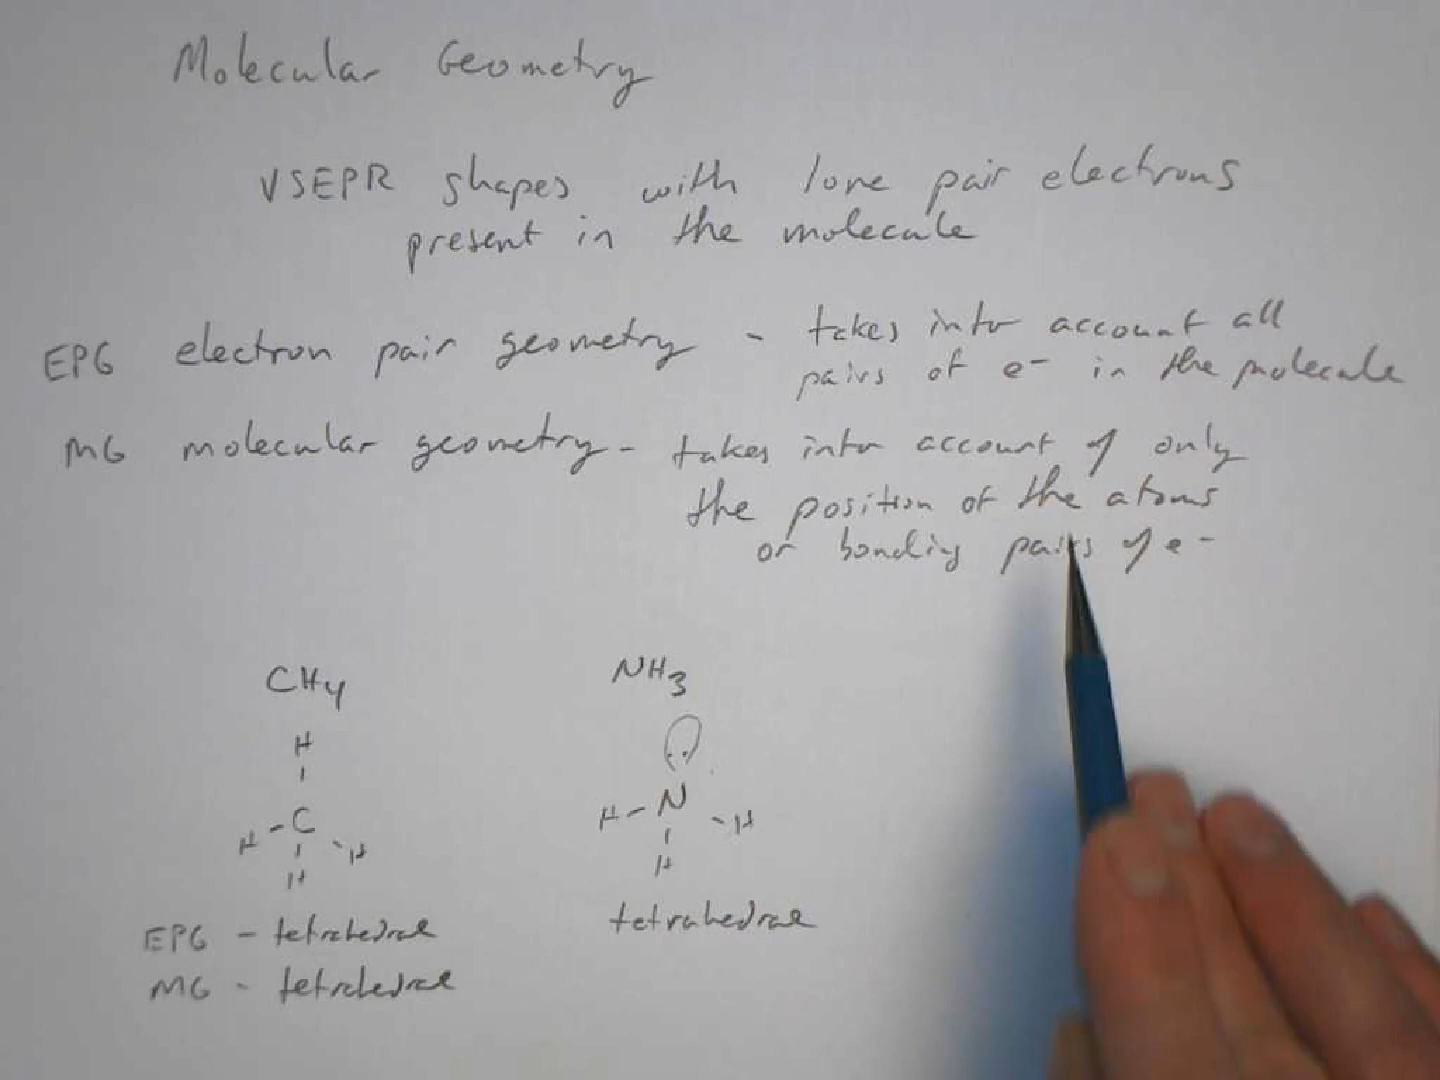 Molecular Geometry
VSEPR shapes with lone pair electrons
present in the molecule
EPG electron pair geometry - takes into account all
pairs of e- in the molecule
MG molecular geometry - takes into account of only
the position of the atoms
or bonding pairs of e-
CH4 NH3
H
C
H H
H
..
H - N - H
H
EPG - tetrahedral tetrahedral
MG - tetrahedral